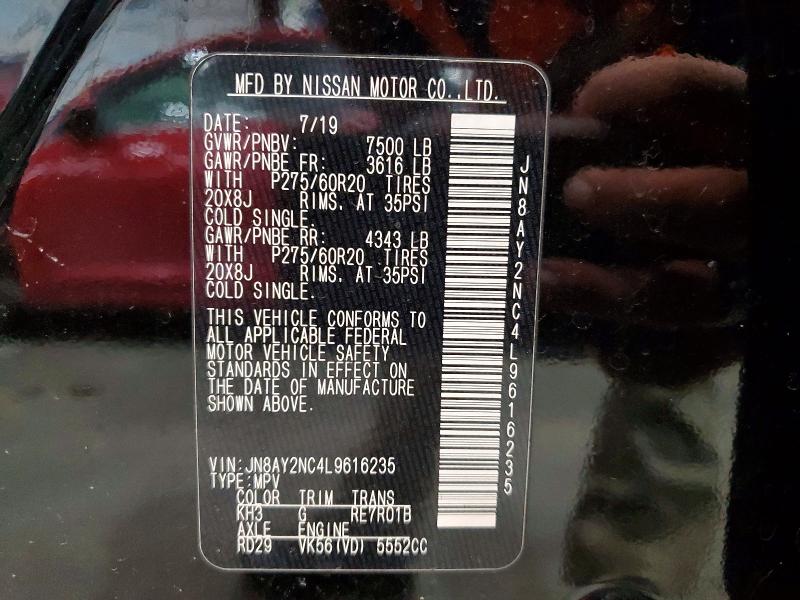 MFD BY NISSAN MOTOR CO.,LTD.
DATE: 7/19
GVWR/PNBV: 7500 LB
GAWR/PNBE FR: 3616 LB
WITH P275/60R20 TIRES
20X8J RIMS, AT 35PSI
COLD SINGLE.
GAWR/PNBE RR: 4343 LB
WITH P275/60R20 TIRES
20X8J RIMS, AT 35PSI
COLD SINGLE.
THIS VEHICLE CONFORMS TO
ALL APPLICABLE FEDERAL
MOTOR VEHICLE SAFETY
STANDARDS IN EFFECT ON
THE DATE OF MANUFACTURE
SHOWN ABOVE.
VIN:JN8AY2NC4L9616235
TYPE:MPV
COLOR TRIM TRANS
KH3 G RE7R01B
AXLE ENGINE
RD29 VK56(VD) 5552CC
JN8AY2NC4L9616235